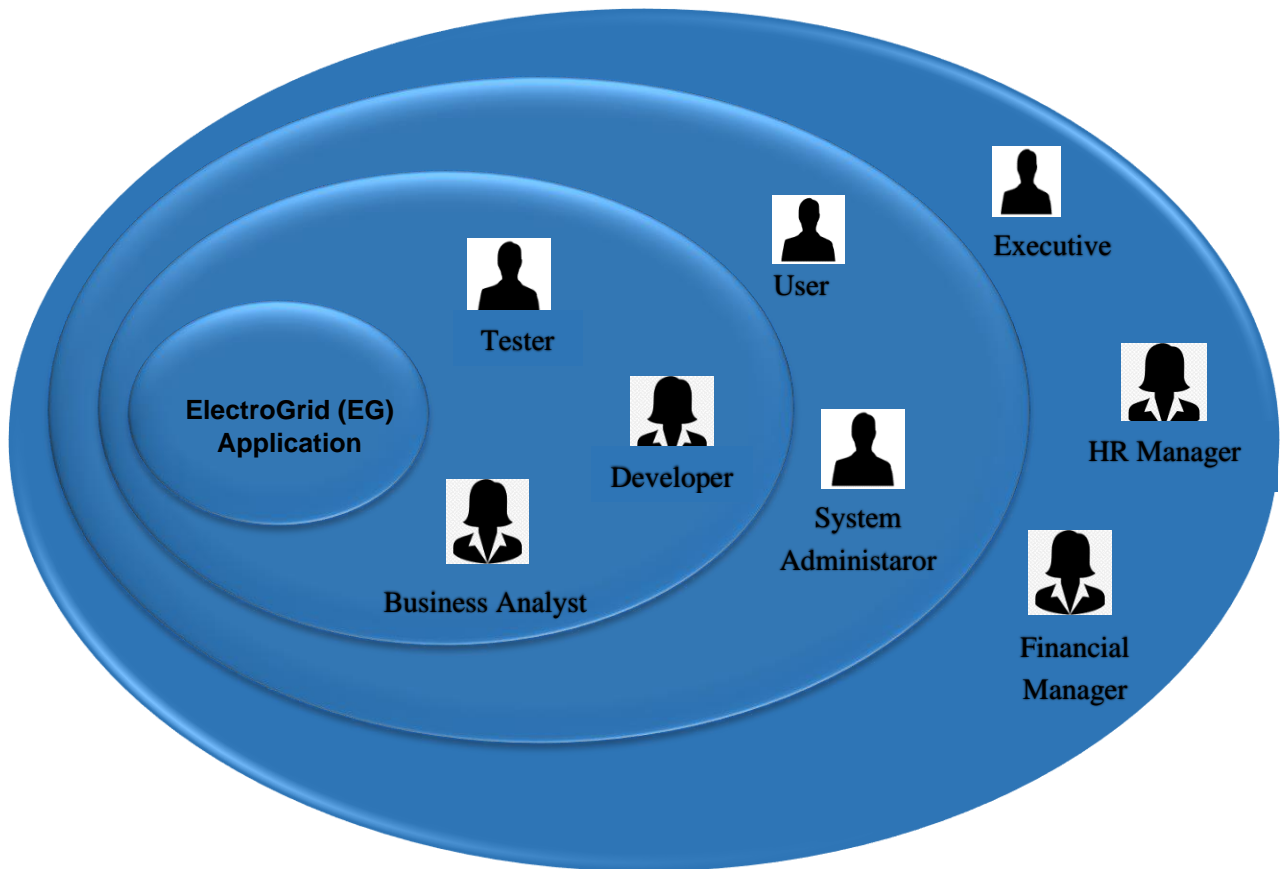 Executive
User
Tester
ElectroGrid (EG)
Application
HR Manager
Developer
System
Administaror
Business Analyst
Financial
Manager